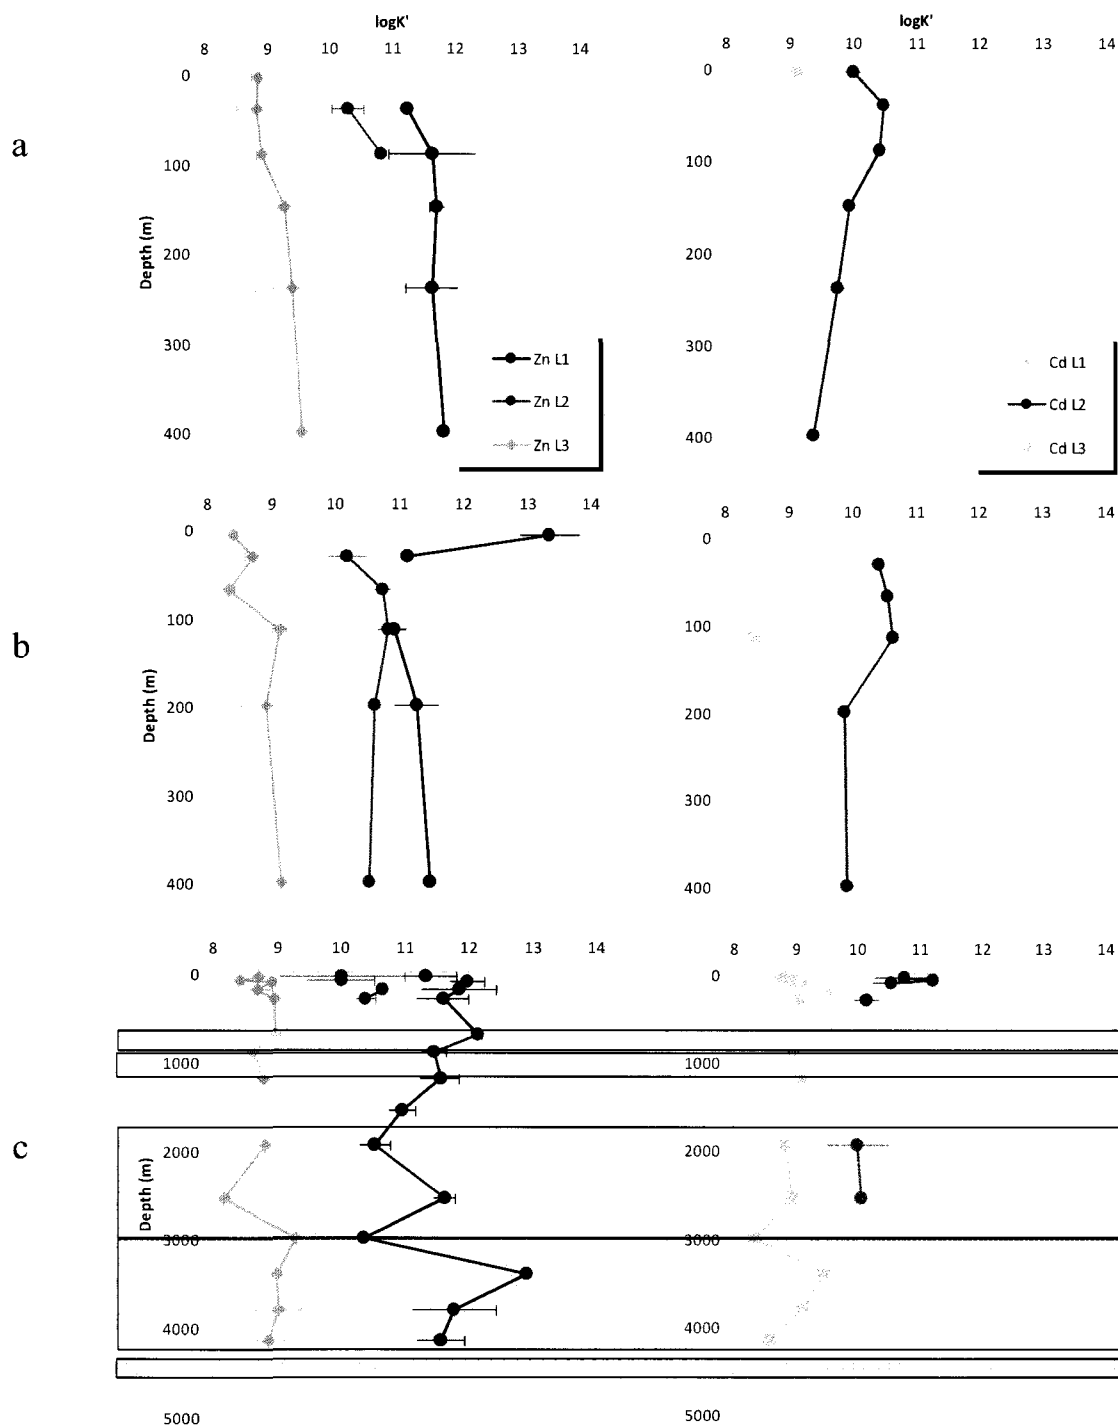 logK' logK'
8 9 10 11 12 13 14 8 9 10 11 12 13 14
0 0
a
100 100
Depth (m)
200 200
300 300
Zn L1 Cd L1
Zn L2 Cd L2
400 400
Zn L3 Cd L3
8 9 10 11 12 13 14 8 9 10 11 12 13 14
0 0
100 100
b
Depth (m)
200 200
300 300
400 400
8 9 10 11 12 13 14 8 9 10 11 12 13 14
0 0
1000 1000
c
2000 2000
Depth (m)
3000 3000
4000 4000
5000 5000